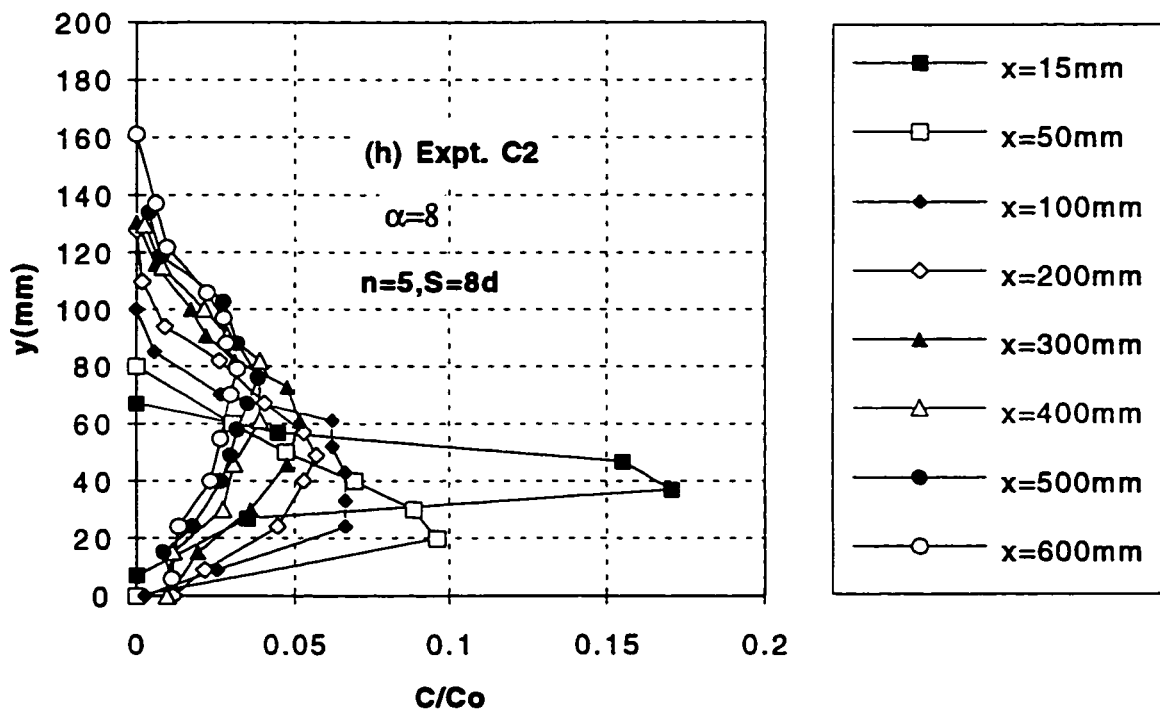 200
180
160
140
120
100
80
60
40
20
0
y(mm)
(h) Expt. C2
α=8
n=5,S=8d
0 0.05 0.1 0.15 0.2
C/Co
x=15mm
x=50mm
x=100mm
x=200mm
x=300mm
x=400mm
x=500mm
x=600mm